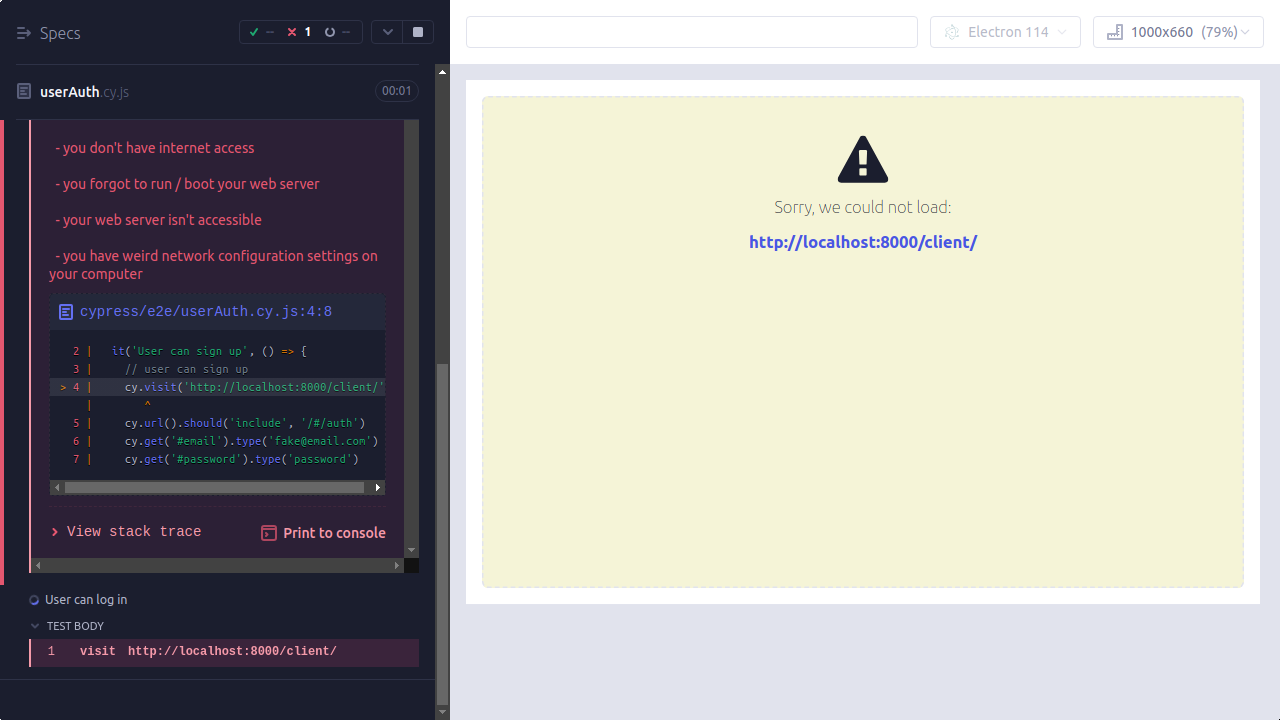 Specs
-- 1 --
userAuth.cy.js
00:01
- you don't have internet access
- you forgot to run / boot your web server
- your web server isn't accessible
- you have weird network configuration settings on
your computer
cypress/e2e/userAuth.cy.js:4:8
2 | it('User can sign up', () => {
3 | // user can sign up
> 4 | cy.visit('http://localhost:8000/client/'
| ^
5 | cy.url().should('include', '/#/auth')
6 | cy.get('#email').type('fake@email.com')
7 | cy.get('#password').type('password')
View stack trace
Print to console
User can log in
TEST BODY
1 visit http://localhost:8000/client/
Electron 114
1000x660 (79%)
Sorry, we could not load:
http://localhost:8000/client/